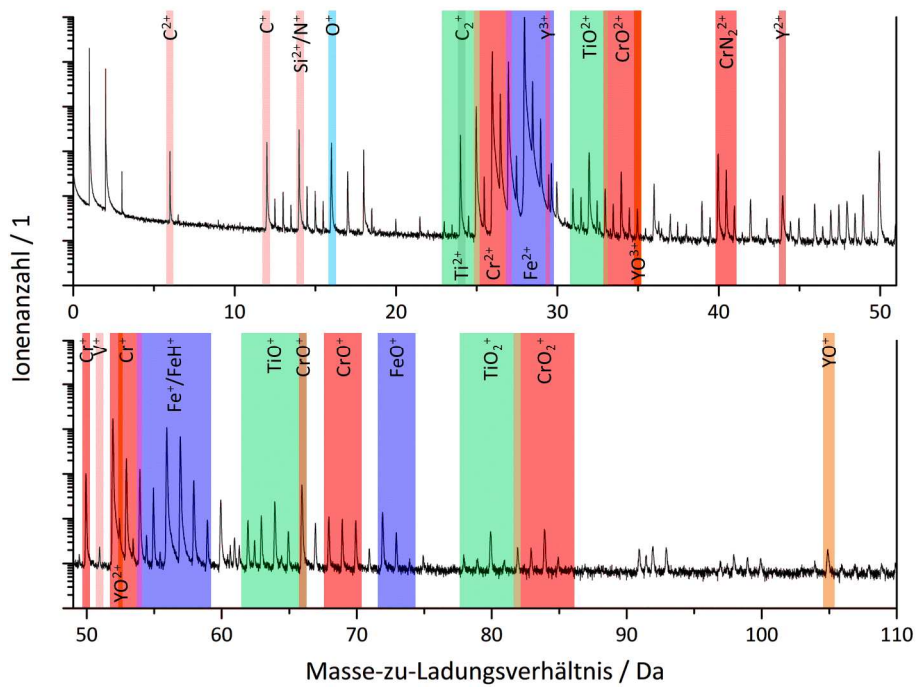 C²⁺ C⁺ Si²⁺/N⁺ O⁺ C₂⁺ Y³⁺ TiO²⁺ CrO²⁺ CrN₂²⁺ Y²⁺
Ti²⁺ Cr²⁺ Fe²⁺ YO³⁺
0 10 20 30 40 50
Ionenanzahl / 1
Cr⁺ V⁺ Cr⁺ Fe⁺/FeH⁺ TiO⁺ CrO⁺ CrO⁺ FeO⁺ TiO₂⁺ CrO₂⁺ YO⁺
YO²⁺
50 60 70 80 90 100 110
Masse-zu-Ladungsverhältnis / Da